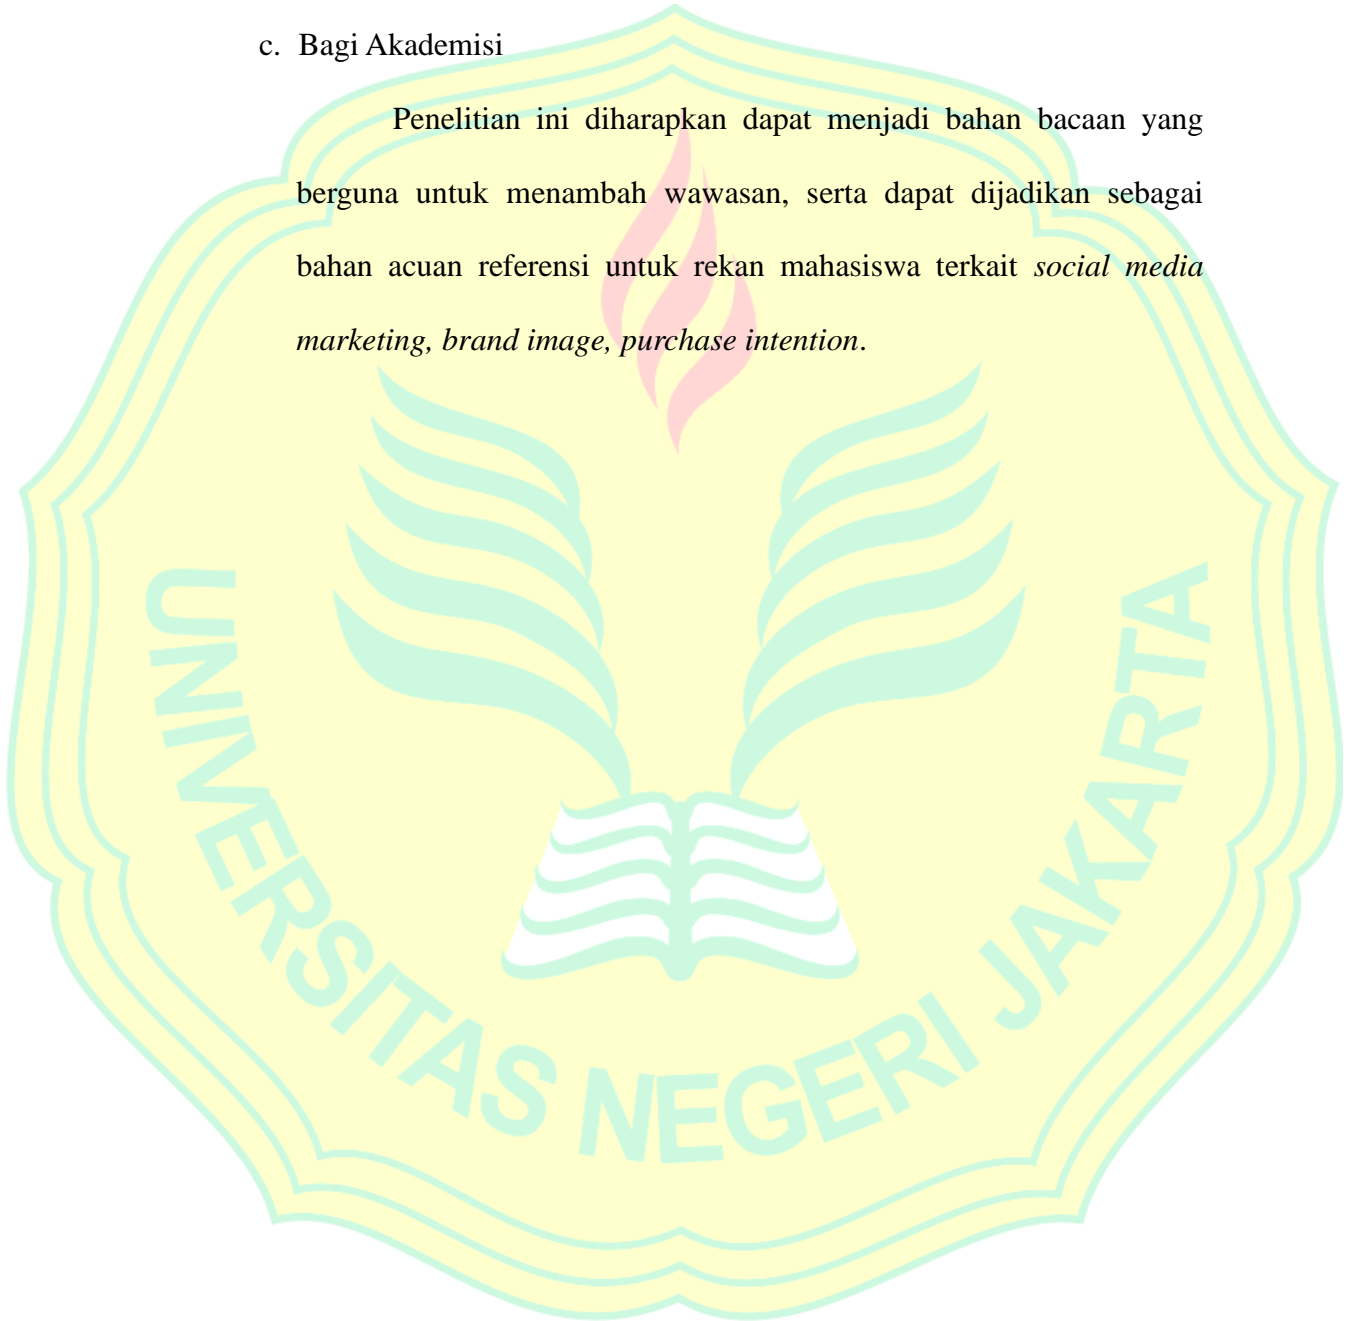 c. Bagi Akademisi
Penelitian ini diharapkan dapat menjadi bahan bacaan yang
berguna untuk menambah wawasan, serta dapat dijadikan sebagai
bahan acuan referensi untuk rekan mahasiswa terkait social media
marketing, brand image, purchase intention.
UNIVERSITAS NEGERI JAKARTA